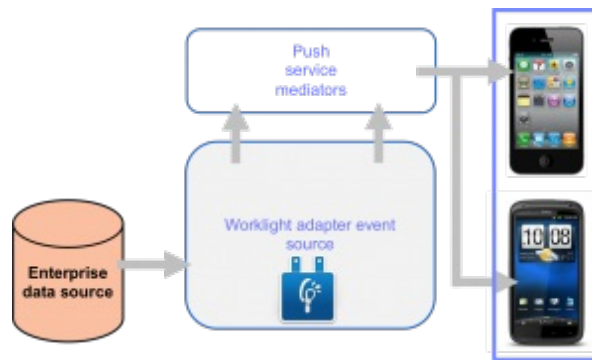 Push
service
mediators
Worklight adapter event
source
Enterprise
data source
10 08